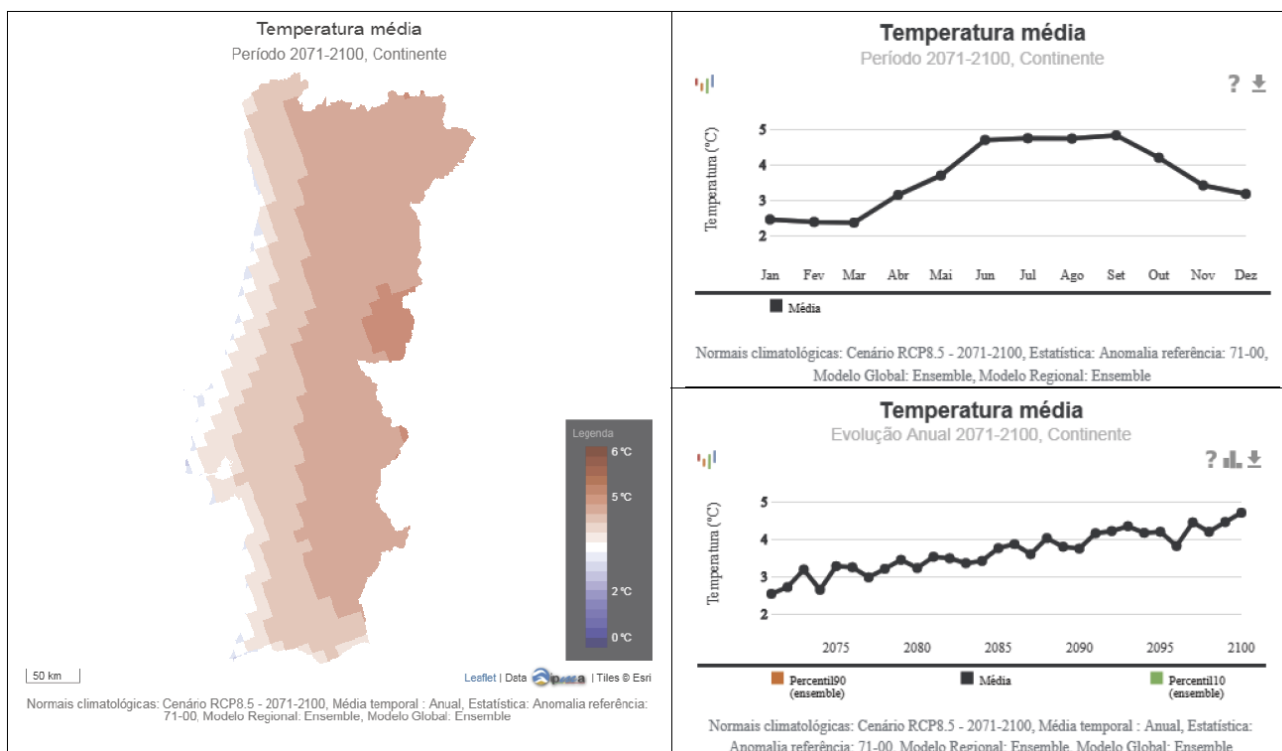 Temperatura média
Período 2071-2100, Continente
Legenda
6 ºC
5 ºC
2 ºC
0 ºC
50 km
Leaflet | Data ipma | Tiles © Esri
Normais climatológicas: Cenário RCP8.5 - 2071-2100, Média temporal : Anual, Estatística: Anomalia referência:
71-00, Modelo Regional: Ensemble, Modelo Global: Ensemble
Temperatura média
Período 2071-2100, Continente
?
Temperatura (°C)
5
4
3
2
Jan Fev Mar Abr Mai Jun Jul Ago Set Out Nov Dez
Média
Normais climatológicas: Cenário RCP8.5 - 2071-2100, Estatística: Anomalia referência: 71-00,
Modelo Global: Ensemble, Modelo Regional: Ensemble
Temperatura média
Evolução Anual 2071-2100, Continente
?
Temperatura (°C)
5
4
3
2
2075 2080 2085 2090 2095 2100
Percentil90 Média Percentil10
(ensemble) (ensemble)
Normais climatológicas: Cenário RCP8.5 - 2071-2100, Média temporal : Anual, Estatística:
Anomalia referência: 71-00, Modelo Regional: Ensemble, Modelo Global: Ensemble